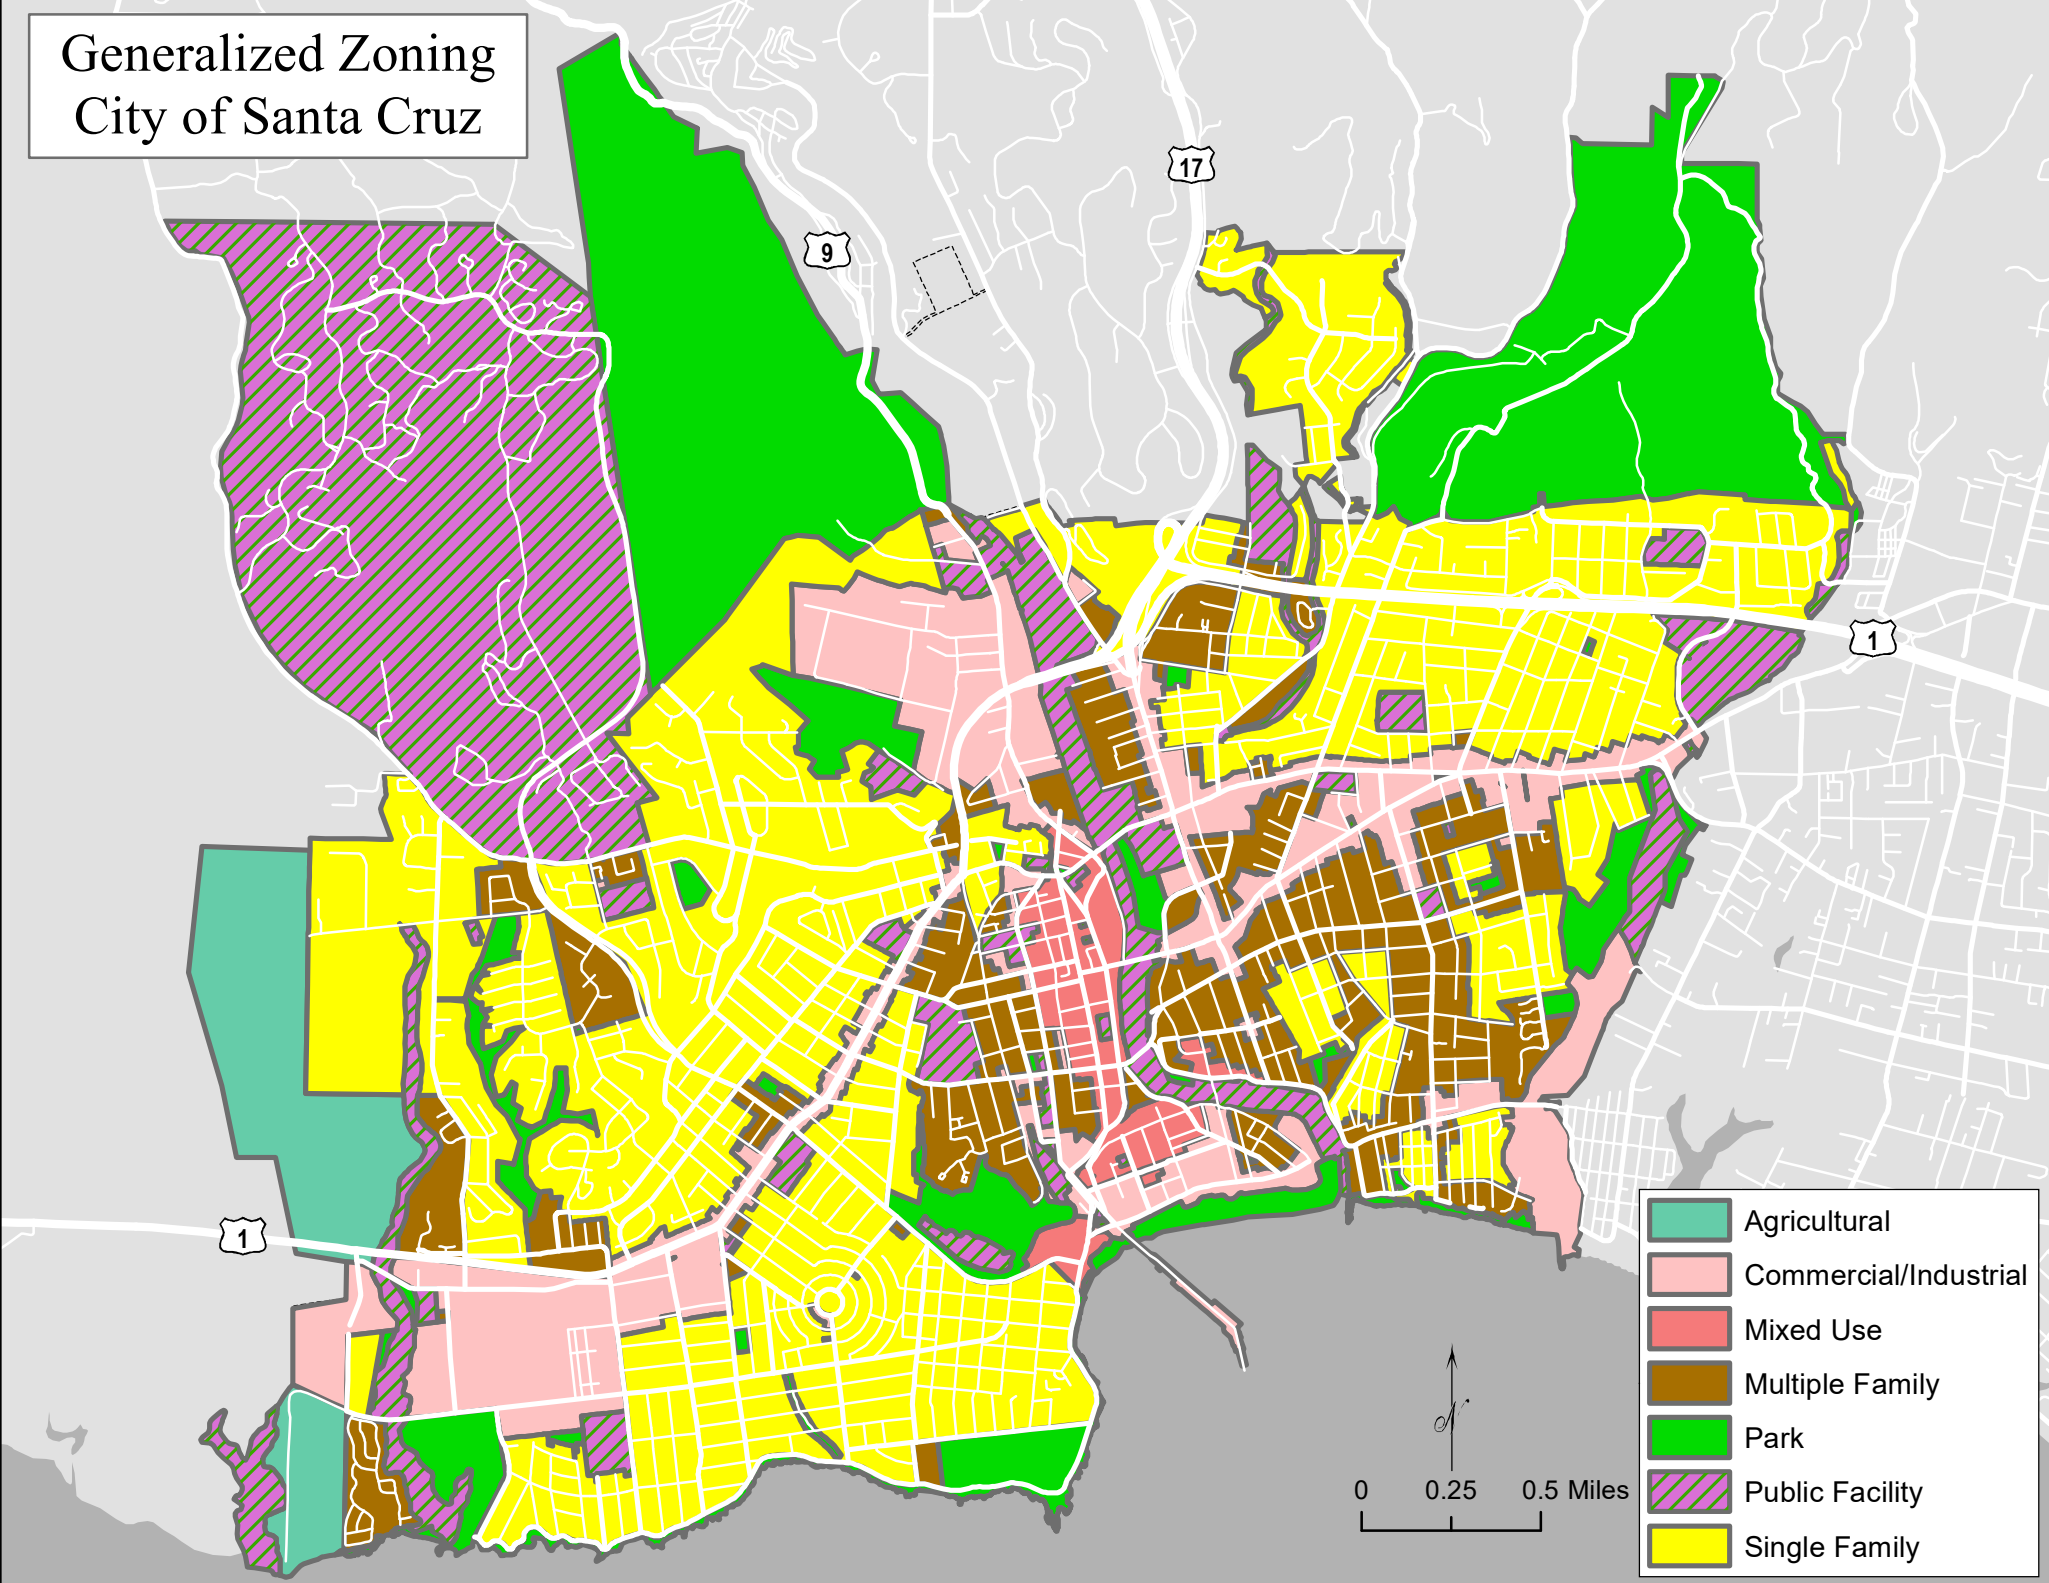 Generalized Zoning
City of Santa Cruz
17
9
1
1
Agricultural
Commercial/Industrial
Mixed Use
Multiple Family
Park
Public Facility
Single Family
N
0 0.25 0.5 Miles